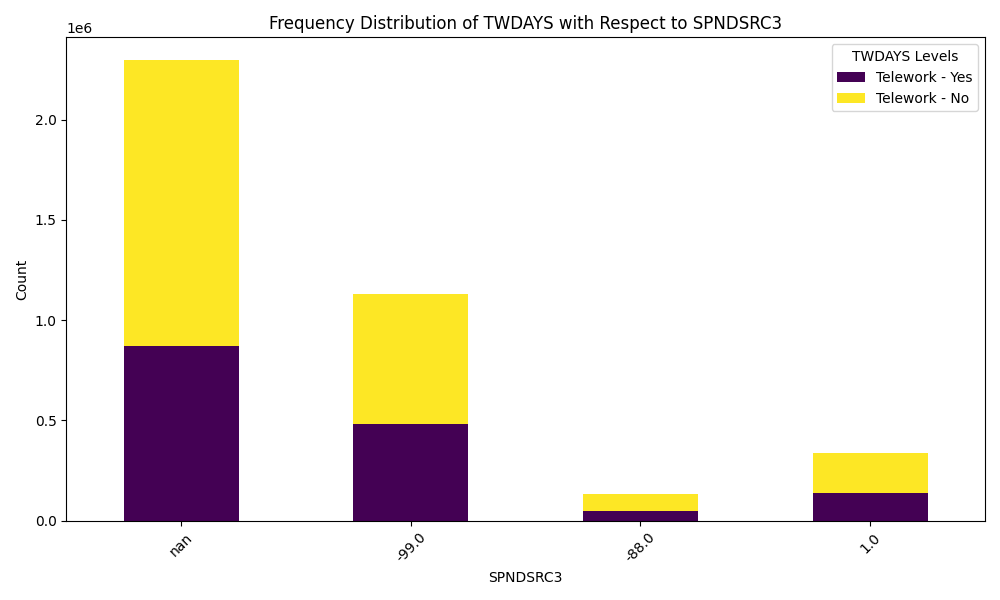 Frequency Distribution of TWDAYS with Respect to SPNDSRC3
1e6
TWDAYS Levels
Telework - Yes
Telework - No
2.0
1.5
1.0
0.5
0.0
Count
nan
-99.0
-88.0
1.0
SPNDSRC3